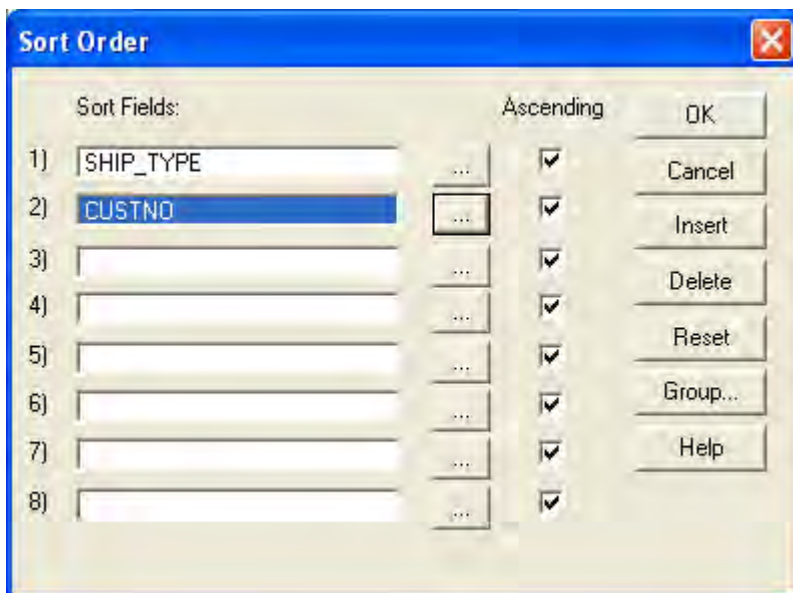 Sort Order
Sort Fields: Ascending OK
1) SHIP_TYPE ... Cancel
2) CUSTNO ... Insert
3) ... Delete
4) ...
5) ... Reset
6) ... Group...
7) ... Help
8) ...